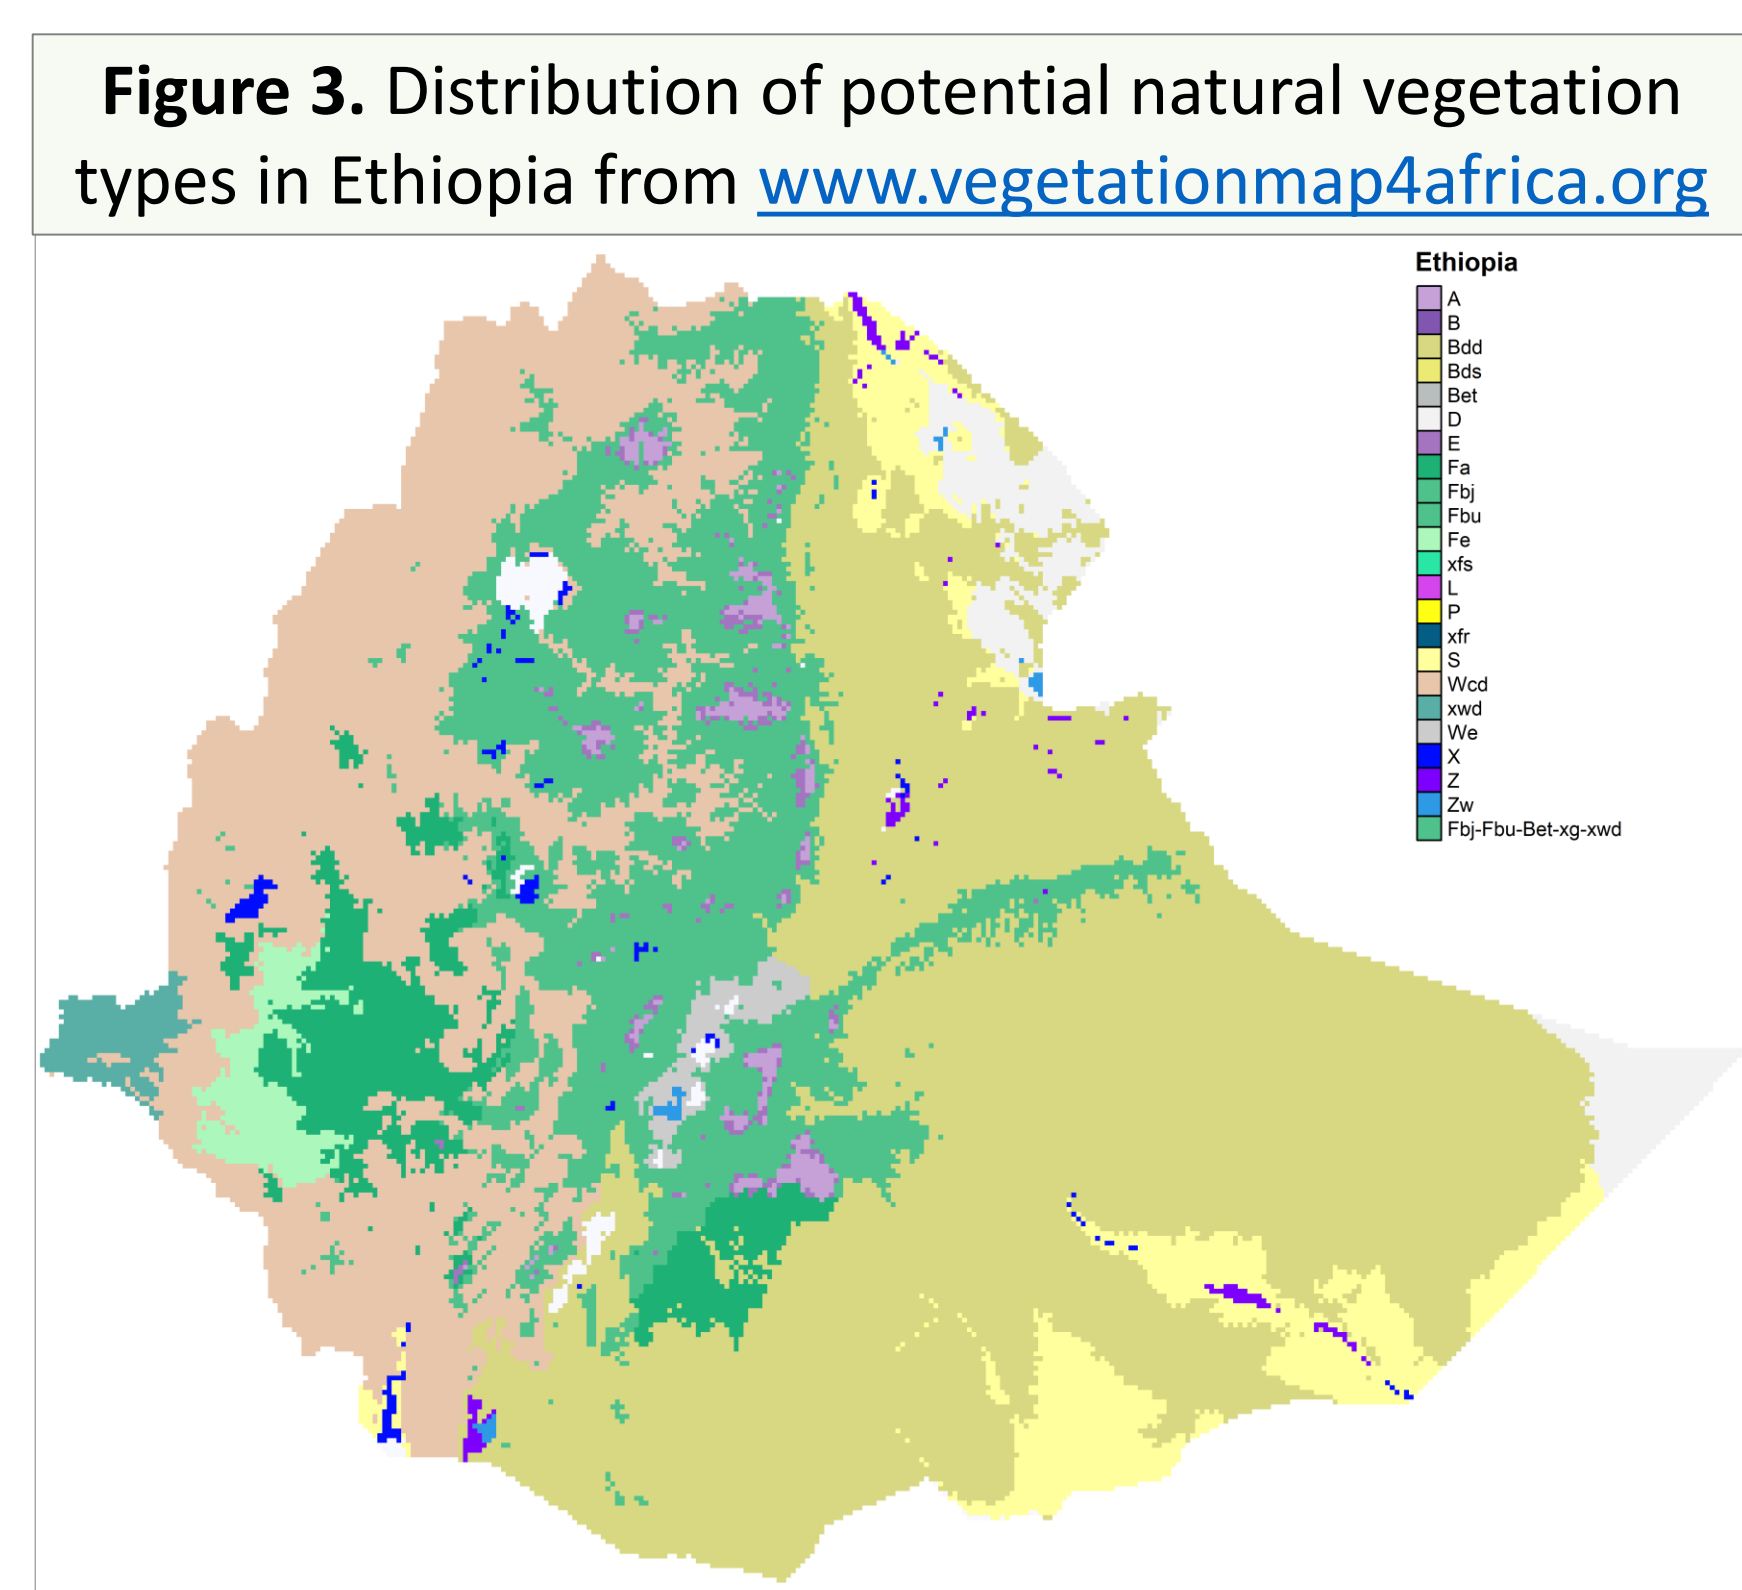 Figure 3. Distribution of potential natural vegetation
types in Ethiopia from www.vegetationmap4africa.org
Ethiopia
A
B
Bdd
Bds
Bet
D
E
Fa
Fbj
Fbu
Fe
xfs
L
P
xfr
S
Wcd
xwd
We
X
Z
Zw
Fbj-Fbu-Bet-xg-xwd